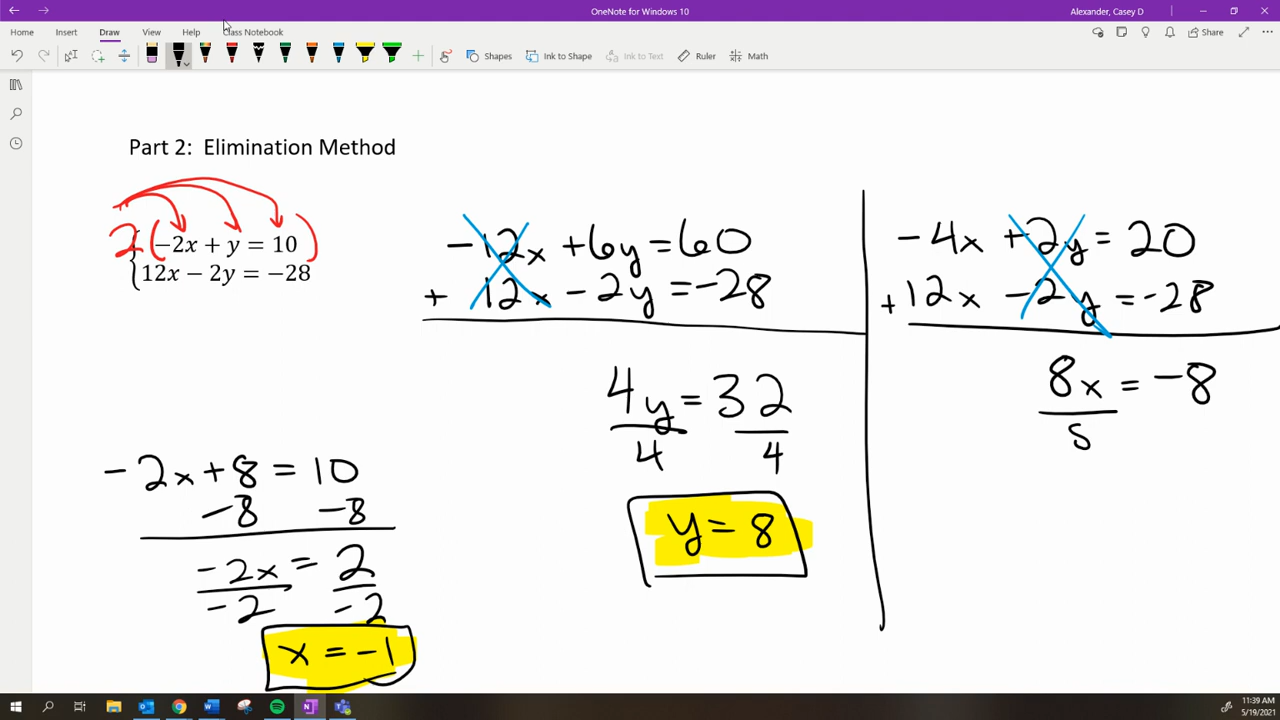 OneNote for Windows 10
Alexander, Casey D
Home Insert Draw View Help Class Notebook
Share
Shapes Ink to Shape Ink to Text Ruler Math
Part 2: Elimination Method
2(-2x + y = 10)
12x − 2y = −28
-2x + 8 = 10
-8 -8
-2x = 2
-2 -2
x = -1
-12x + 6y = 60
+ 12x - 2y = -28
4y = 32
4 4
y = 8
-4x + 2y = 20
+ 12x - 2y = -28
8x = -8
11:39 AM
5/19/2021